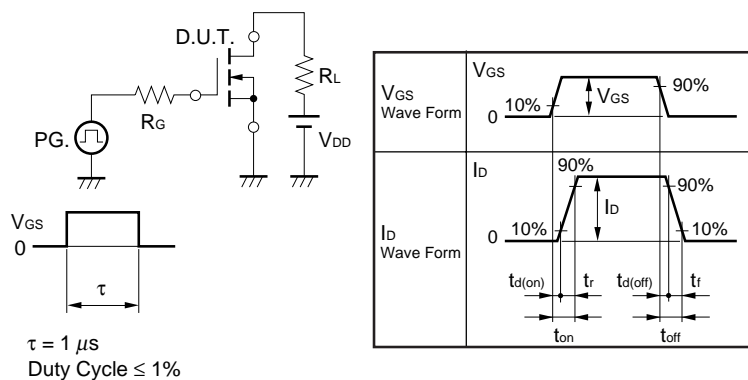 D.U.T.
RL
RG
PG.
VDD
VGS
0
τ
τ = 1 μs
Duty Cycle ≤ 1%
VGS
Wave Form
VGS
10%
0
VGS
90%
ID
Wave Form
ID
90%
10%
0
ID
90%
10%
td(on) tr td(off) tf
ton toff